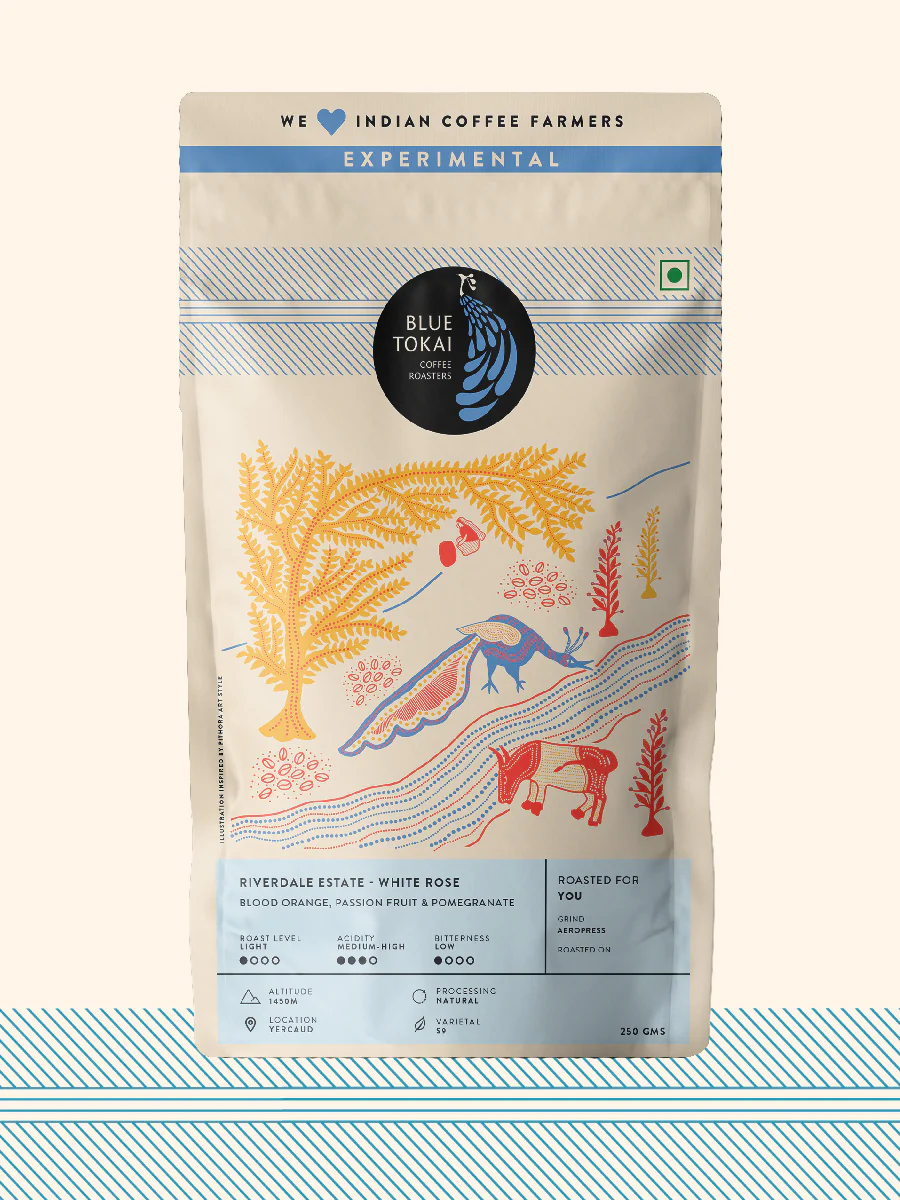 WE INDIAN COFFEE FARMERS
EXPERIMENTAL
BLUE
TOKAI
COFFEE
ROASTERS
ILLUSTRATION INSPIRED BY PITHORA ART STYLE
RIVERDALE ESTATE - WHITE ROSE
BLOOD ORANGE, PASSION FRUIT & POMEGRANATE
ROAST LEVEL
LIGHT
ACIDITY
MEDIUM-HIGH
BITTERNESS
LOW
ROASTED FOR
YOU
GRIND
AEROPRESS
ROASTED ON
ALTITUDE
1450M
PROCESSING
NATURAL
LOCATION
YERCAUD
VARIETAL
S9
250 GMS